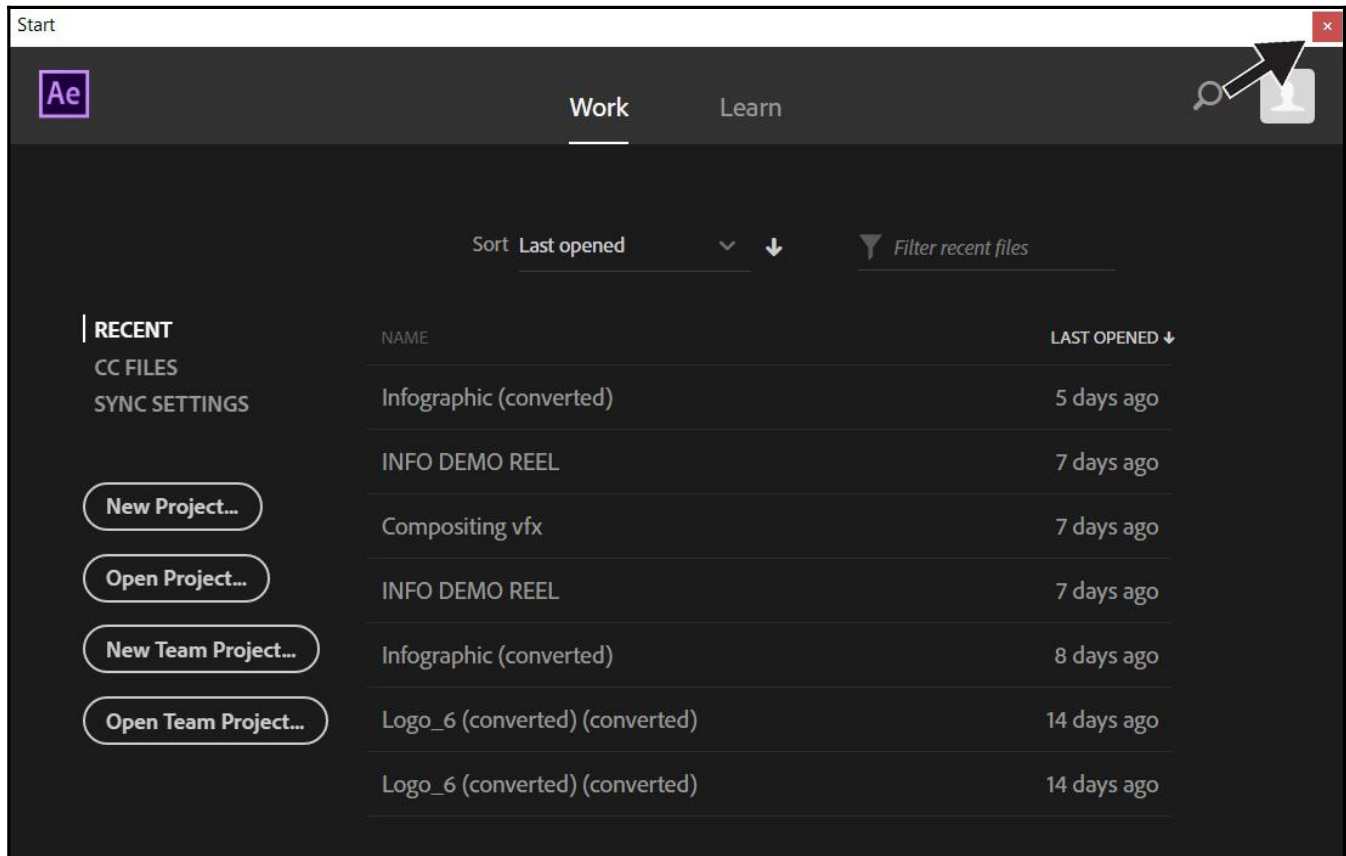 Start
Ae
Work Learn
Sort Last opened Filter recent files
RECENT
CC FILES
SYNC SETTINGS
New Project...
Open Project...
New Team Project...
Open Team Project...
NAME LAST OPENED
Infographic (converted) 5 days ago
INFO DEMO REEL 7 days ago
Compositing vfx 7 days ago
INFO DEMO REEL 7 days ago
Infographic (converted) 8 days ago
Logo_6 (converted) (converted) 14 days ago
Logo_6 (converted) (converted) 14 days ago